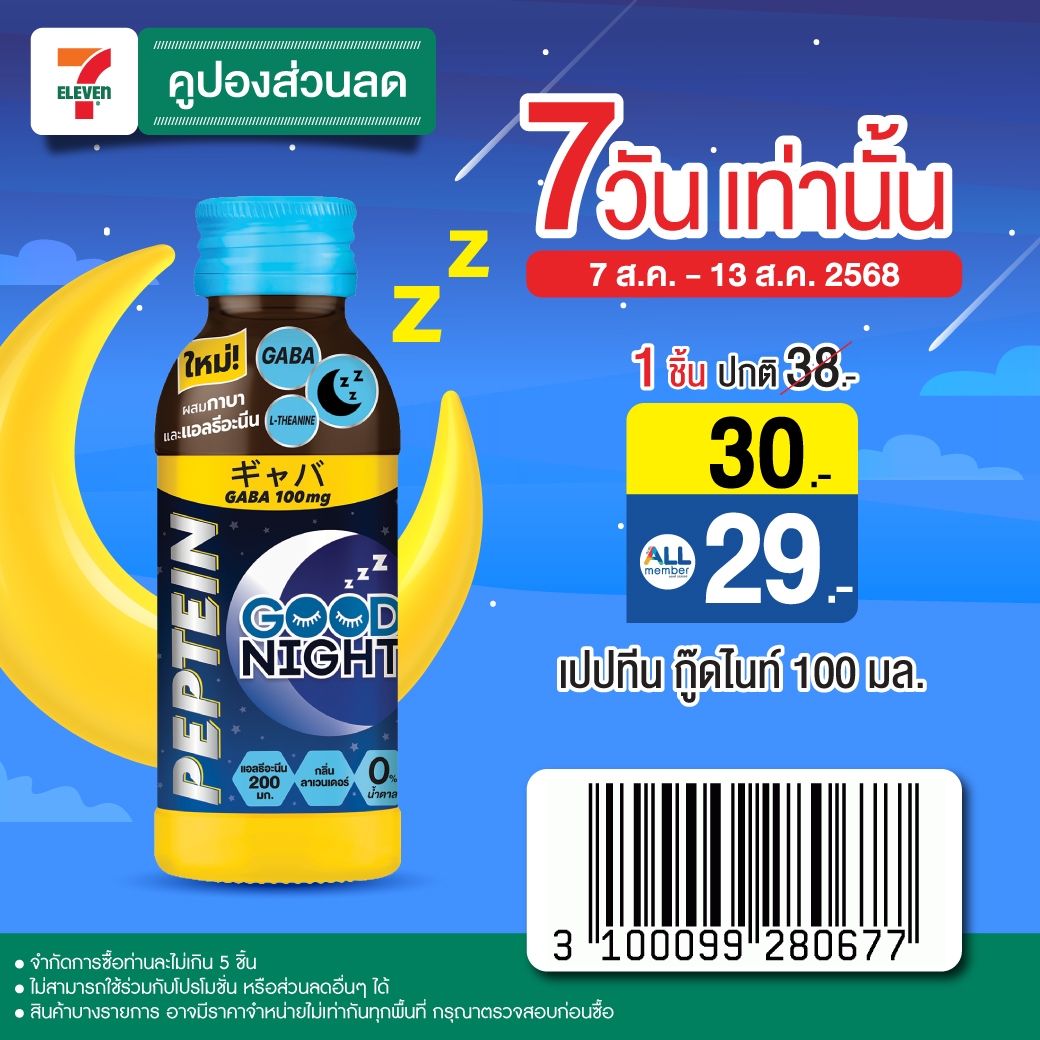 7
ELEVEN
คูปองส่วนลด
7วัน เท่านั้น
7 ส.ค. - 13 ส.ค. 2568
z
z
1 ชิ้น ปกติ 38.-
30.-
ALL
member
29.-
เปปทีน กู๊ดไนท์ 100 มล.
ใหม่!
GABA
z z z
ผสมกาบา
และแอลธีอะนีน
L-THEANINE
ギャバ
GABA 100mg
PEPTEIN
z z z
GOOD
NIGHT
แอลธีอะนีน
200
มก.
กลิ่น
ลาเวนเดอร์
0%
น้ำตาล
3 100099 280677
● จำกัดการซื้อท่านละไม่เกิน 5 ชิ้น
● ไม่สามารถใช้ร่วมกับโปรโมชั่น หรือส่วนลดอื่นๆ ได้
● สินค้าบางรายการ อาจมีราคาจำหน่ายไม่เท่ากันทุกพื้นที่ กรุณาตรวจสอบก่อนซื้อ